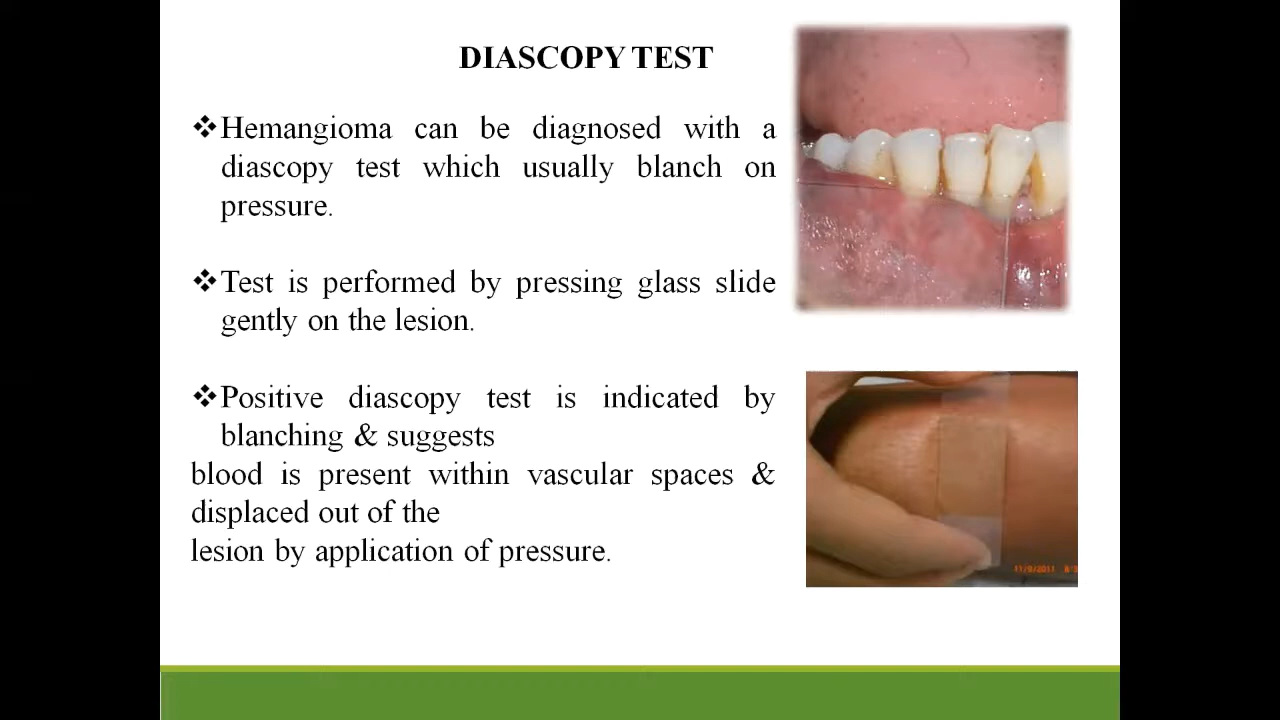 DIASCOPY TEST
❖Hemangioma can be diagnosed with a
diascopy test which usually blanch on
pressure.
❖Test is performed by pressing glass slide
gently on the lesion.
❖Positive diascopy test is indicated by
blanching & suggests
blood is present within vascular spaces &
displaced out of the
lesion by application of pressure.